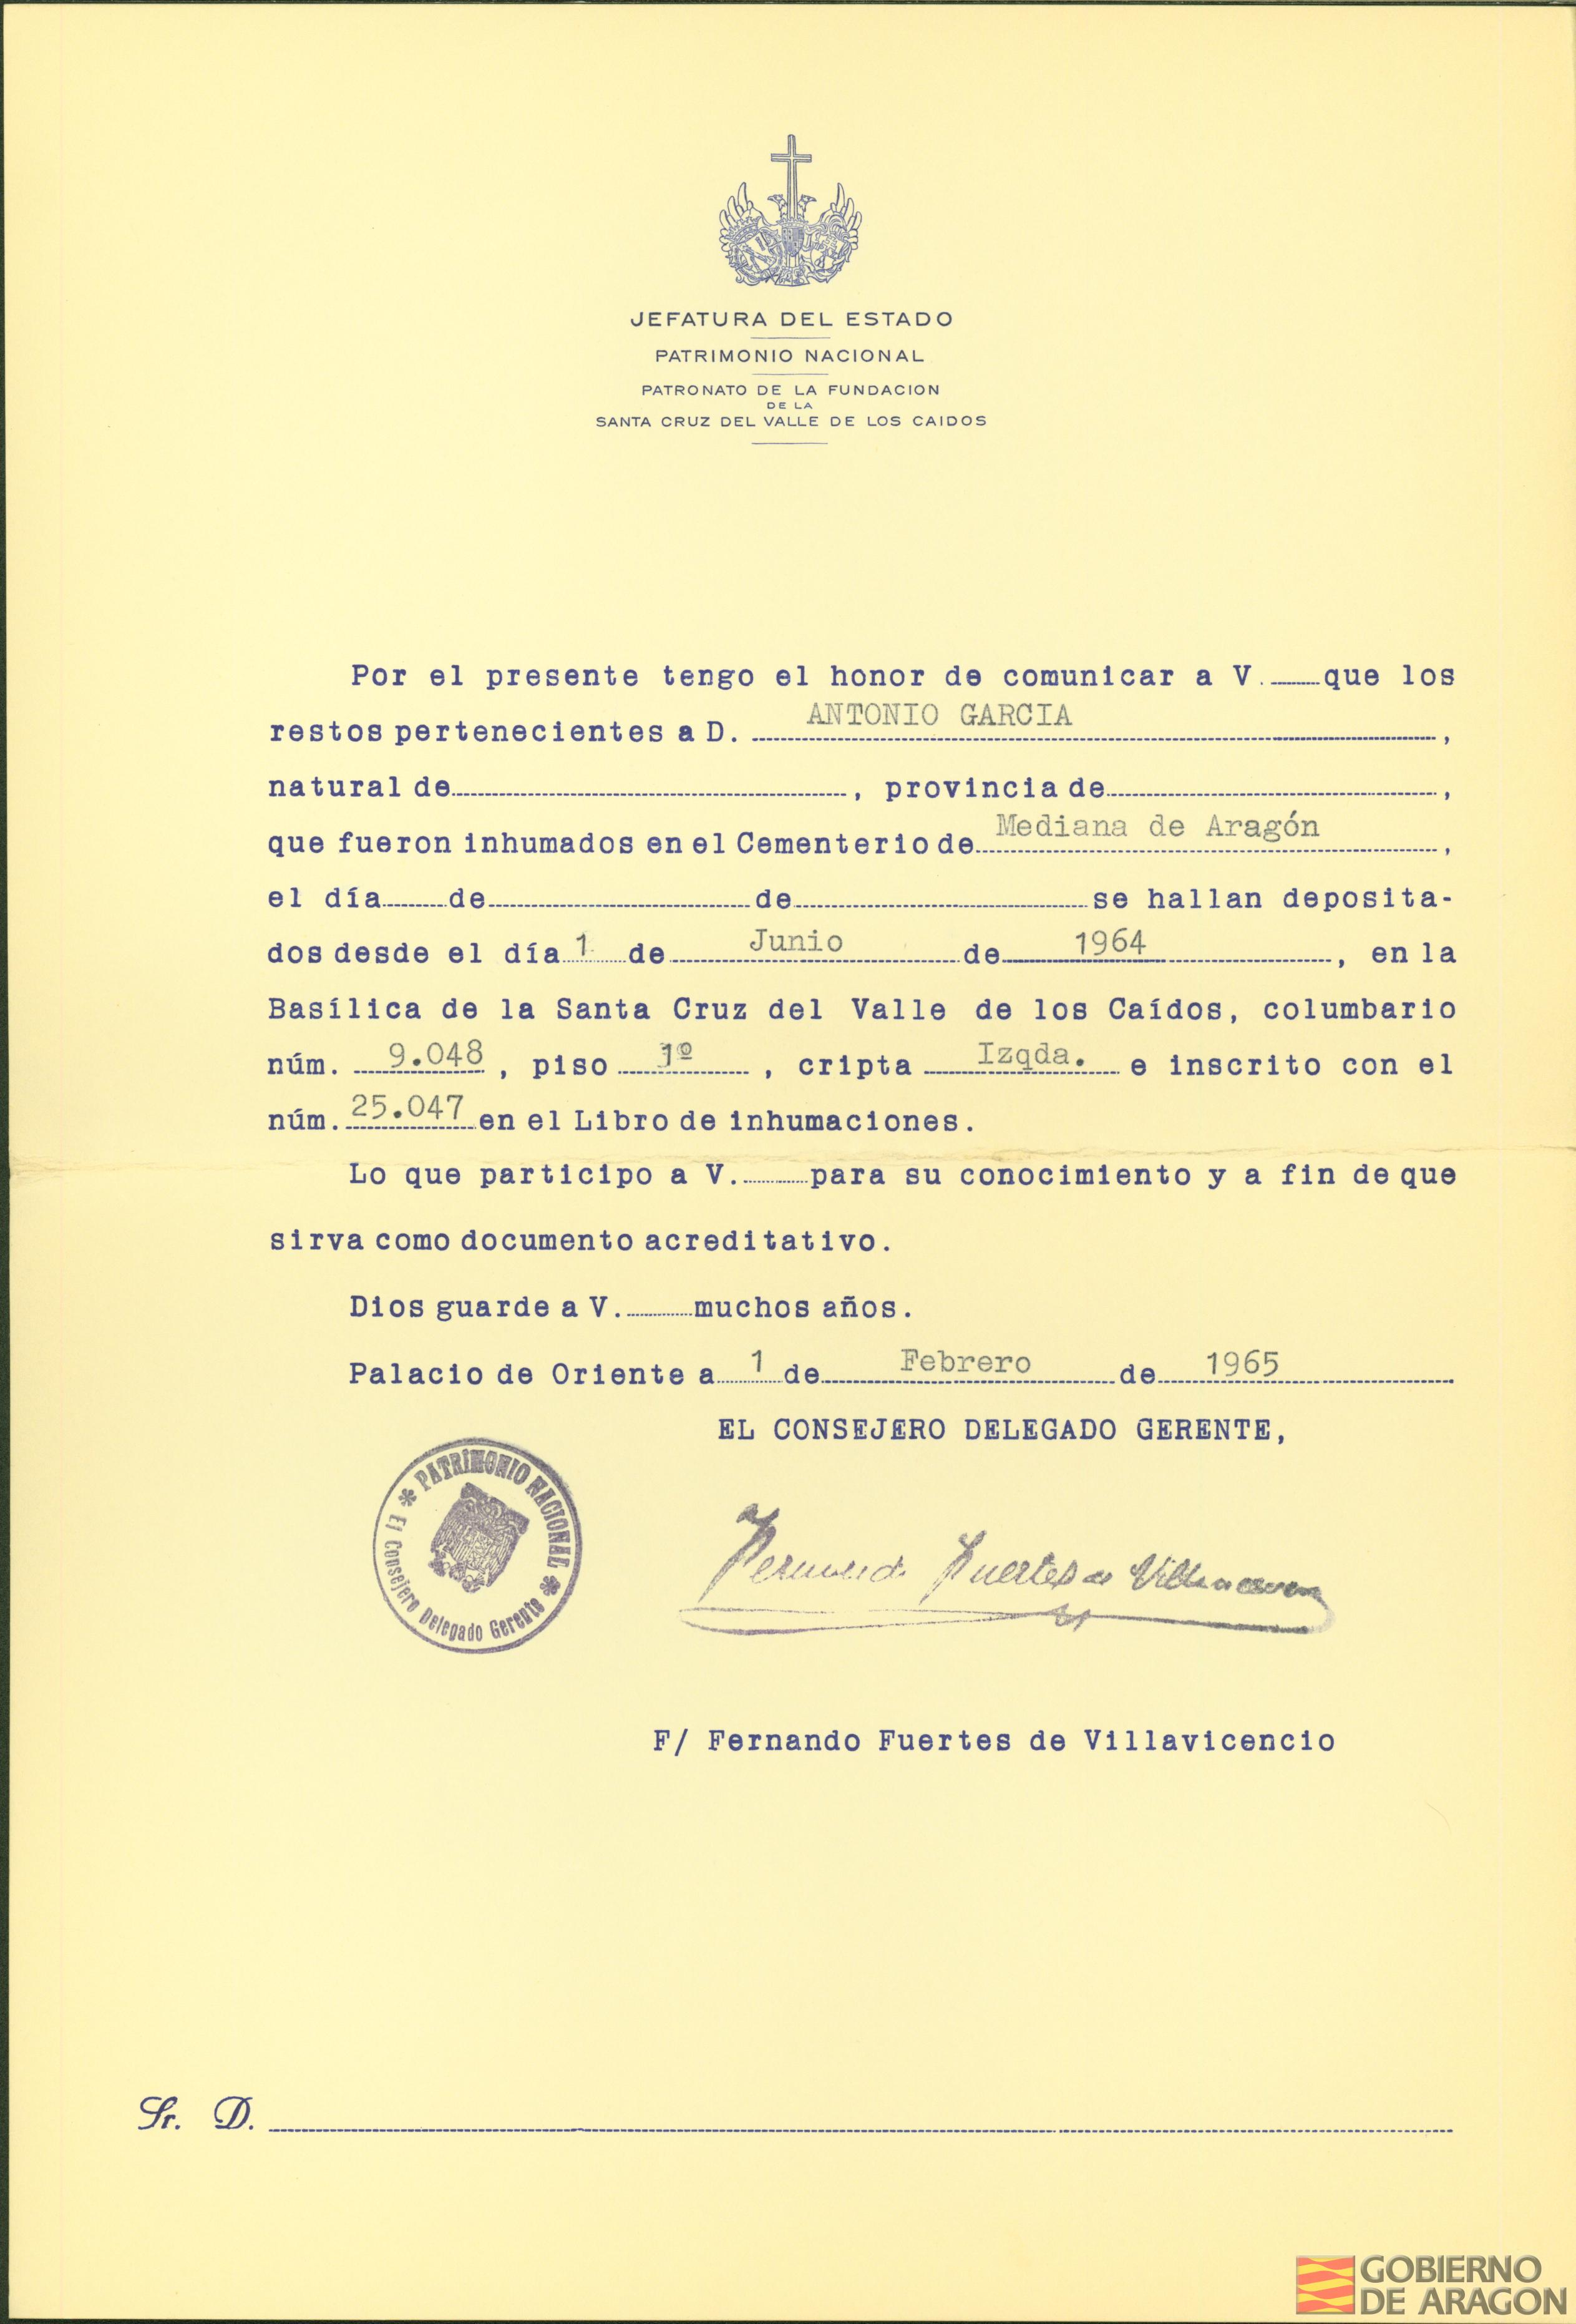 JEFATURA DEL ESTADO
PATRIMONIO NACIONAL
PATRONATO DE LA FUNDACION
DE LA
SANTA CRUZ DEL VALLE DE LOS CAIDOS
Por el presente tengo el honor de comunicar a V. que los
restos pertenecientes a D. ANTONIO GARCIA,
natural de , provincia de ,
que fueron inhumados en el Cementerio de Mediana de Aragón,
el día de de se hallan deposita-
dos desde el día 1 de Junio de 1964, en la
Basílica de la Santa Cruz del Valle de los Caídos, columbario
núm. 9.048, piso 1º, cripta Izqda. e inscrito con el
núm. 25.047 en el Libro de inhumaciones.
Lo que participo a V. para su conocimiento y a fin de que
sirva como documento acreditativo.
Dios guarde a V. muchos años.
Palacio de Oriente a 1 de Febrero de 1965
EL CONSEJERO DELEGADO GERENTE,
* PATRIMONIO NACIONAL *
El Consejero Delegado Gerente
Fernando Fuertes de Villavicencio
F/ Fernando Fuertes de Villavicencio
Sr. D.
GOBIERNO
DE ARAGON